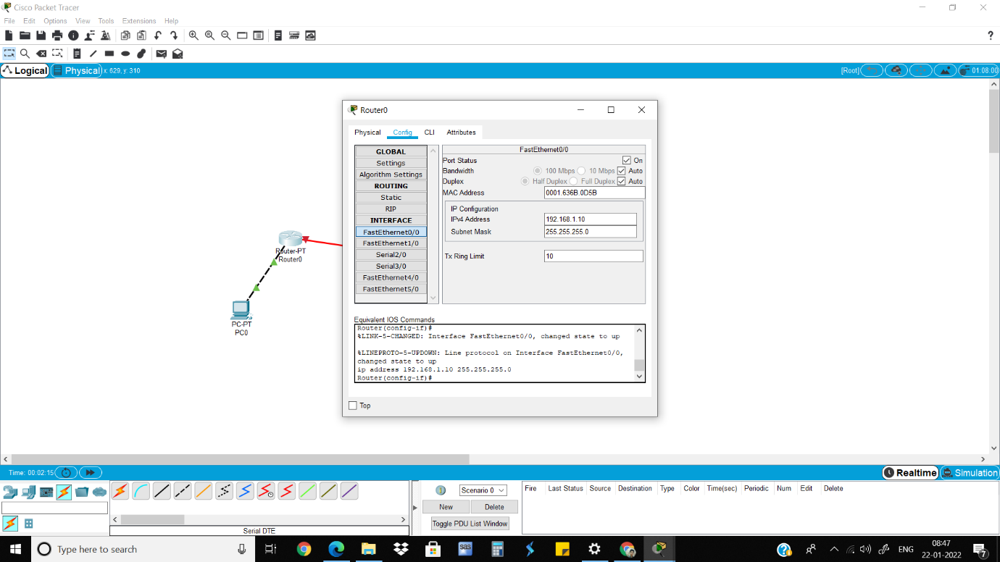 Cisco Packet Tracer
File Edit Options View Tools Extensions Help
?
Logical Physical x: 629, y: 310 [Root] 01:08:00
Router0
Physical Config CLI Attributes
GLOBAL
Settings
Algorithm Settings
ROUTING
Static
RIP
INTERFACE
FastEthernet0/0
FastEthernet1/0
Serial2/0
Serial3/0
FastEthernet4/0
FastEthernet5/0
FastEthernet0/0
Port Status On
Bandwidth 100 Mbps 10 Mbps Auto
Duplex Half Duplex Full Duplex Auto
MAC Address 0001.636B.0D5B
IP Configuration
IPv4 Address 192.168.1.10
Subnet Mask 255.255.255.0
Tx Ring Limit 10
Equivalent IOS Commands
Router(config-if)#
%LINK-5-CHANGED: Interface FastEthernet0/0, changed state to up
%LINEPROTO-5-UPDOWN: Line protocol on Interface FastEthernet0/0,
changed state to up
ip address 192.168.1.10 255.255.255.0
Router(config-if)#
Top
Router-PT
Router0
PC-PT
PC0
Time: 00:02:15 Realtime Simulation
Scenario 0
New Delete
Toggle PDU List Window
Fire Last Status Source Destination Type Color Time(sec) Periodic Num Edit Delete
Serial DTE
Type here to search
sas
ENG
08:47
22-01-2022
7